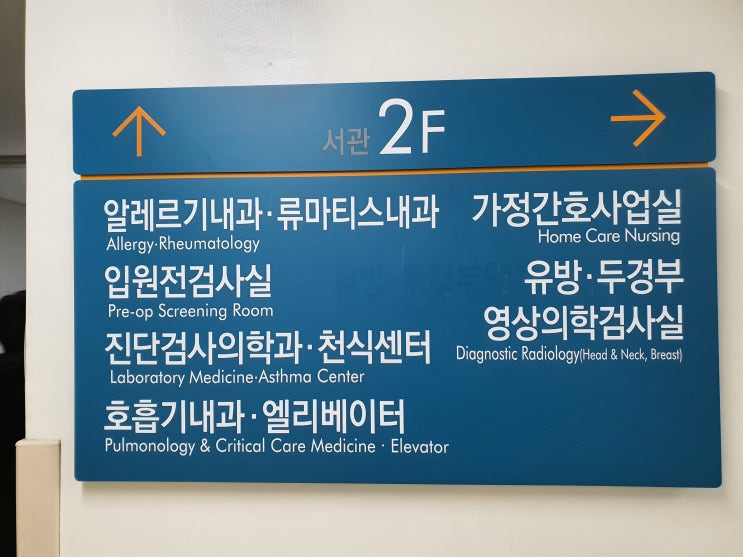 서관 2F
알레르기내과·류마티스내과
Allergy·Rheumatology
입원전검사실
Pre-op Screening Room
진단검사의학과·천식센터
Laboratory Medicine·Asthma Center
호흡기내과·엘리베이터
Pulmonology & Critical Care Medicine · Elevator
가정간호사업실
Home Care Nursing
유방·두경부
영상의학검사실
Diagnostic Radiology(Head & Neck, Breast)